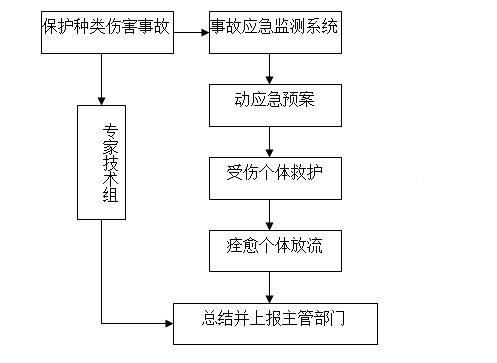 保护种类伤害事故
事故应急监测系统
动应急预案
专家技术组
受伤个体救护
痊愈个体放流
总结并上报主管部门